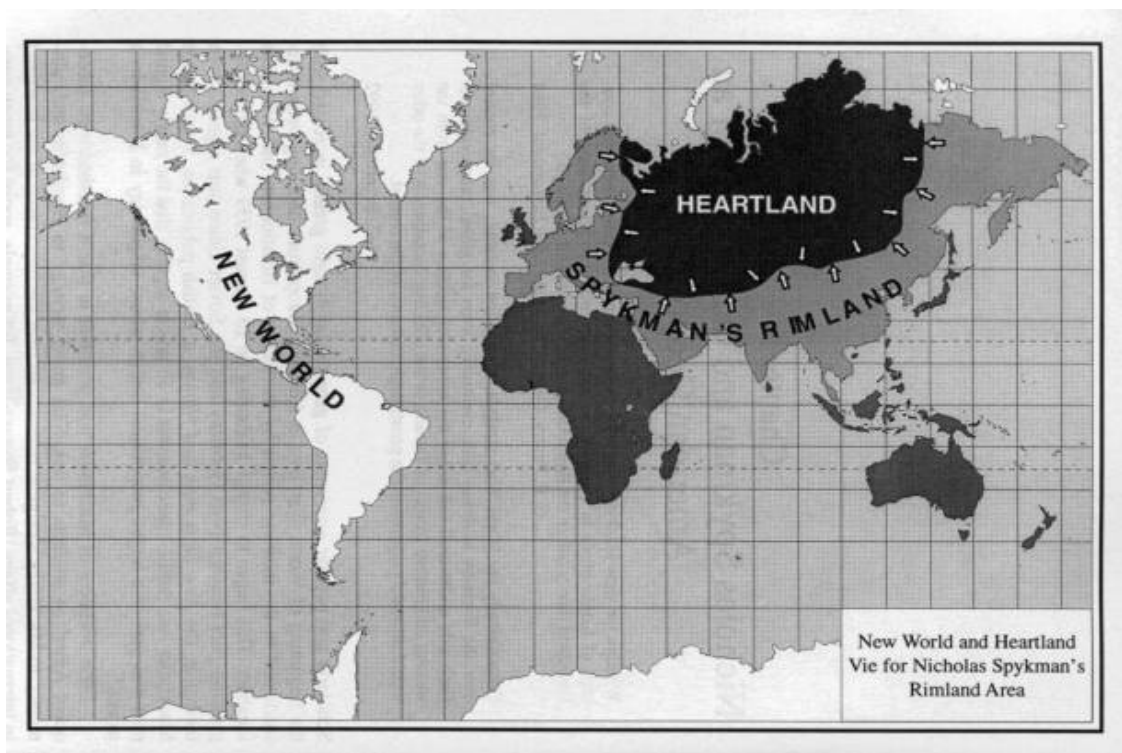 NEW WORLD
HEARTLAND
SPYKMAN'S RIMLAND
New World and Heartland
Vie for Nicholas Spykman's
Rimland Area